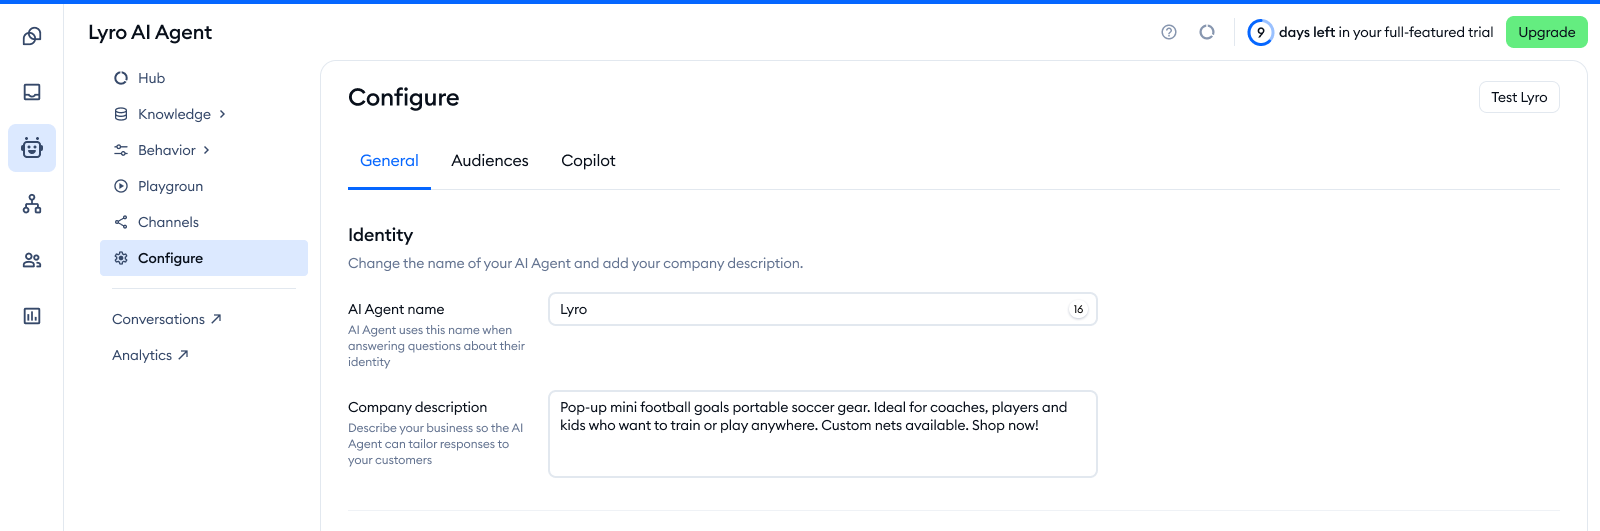 Lyro AI Agent
9 days left in your full-featured trial
Upgrade
Hub
Knowledge
Behavior
Playgroun
Channels
Configure
Conversations
Analytics
Configure
Test Lyro
General
Audiences
Copilot
Identity
Change the name of your AI Agent and add your company description.
AI Agent name
AI Agent uses this name when
answering questions about their
identity
Lyro
16
Company description
Describe your business so the AI
Agent can tailor responses to
your customers
Pop-up mini football goals portable soccer gear. Ideal for coaches, players and
kids who want to train or play anywhere. Custom nets available. Shop now!